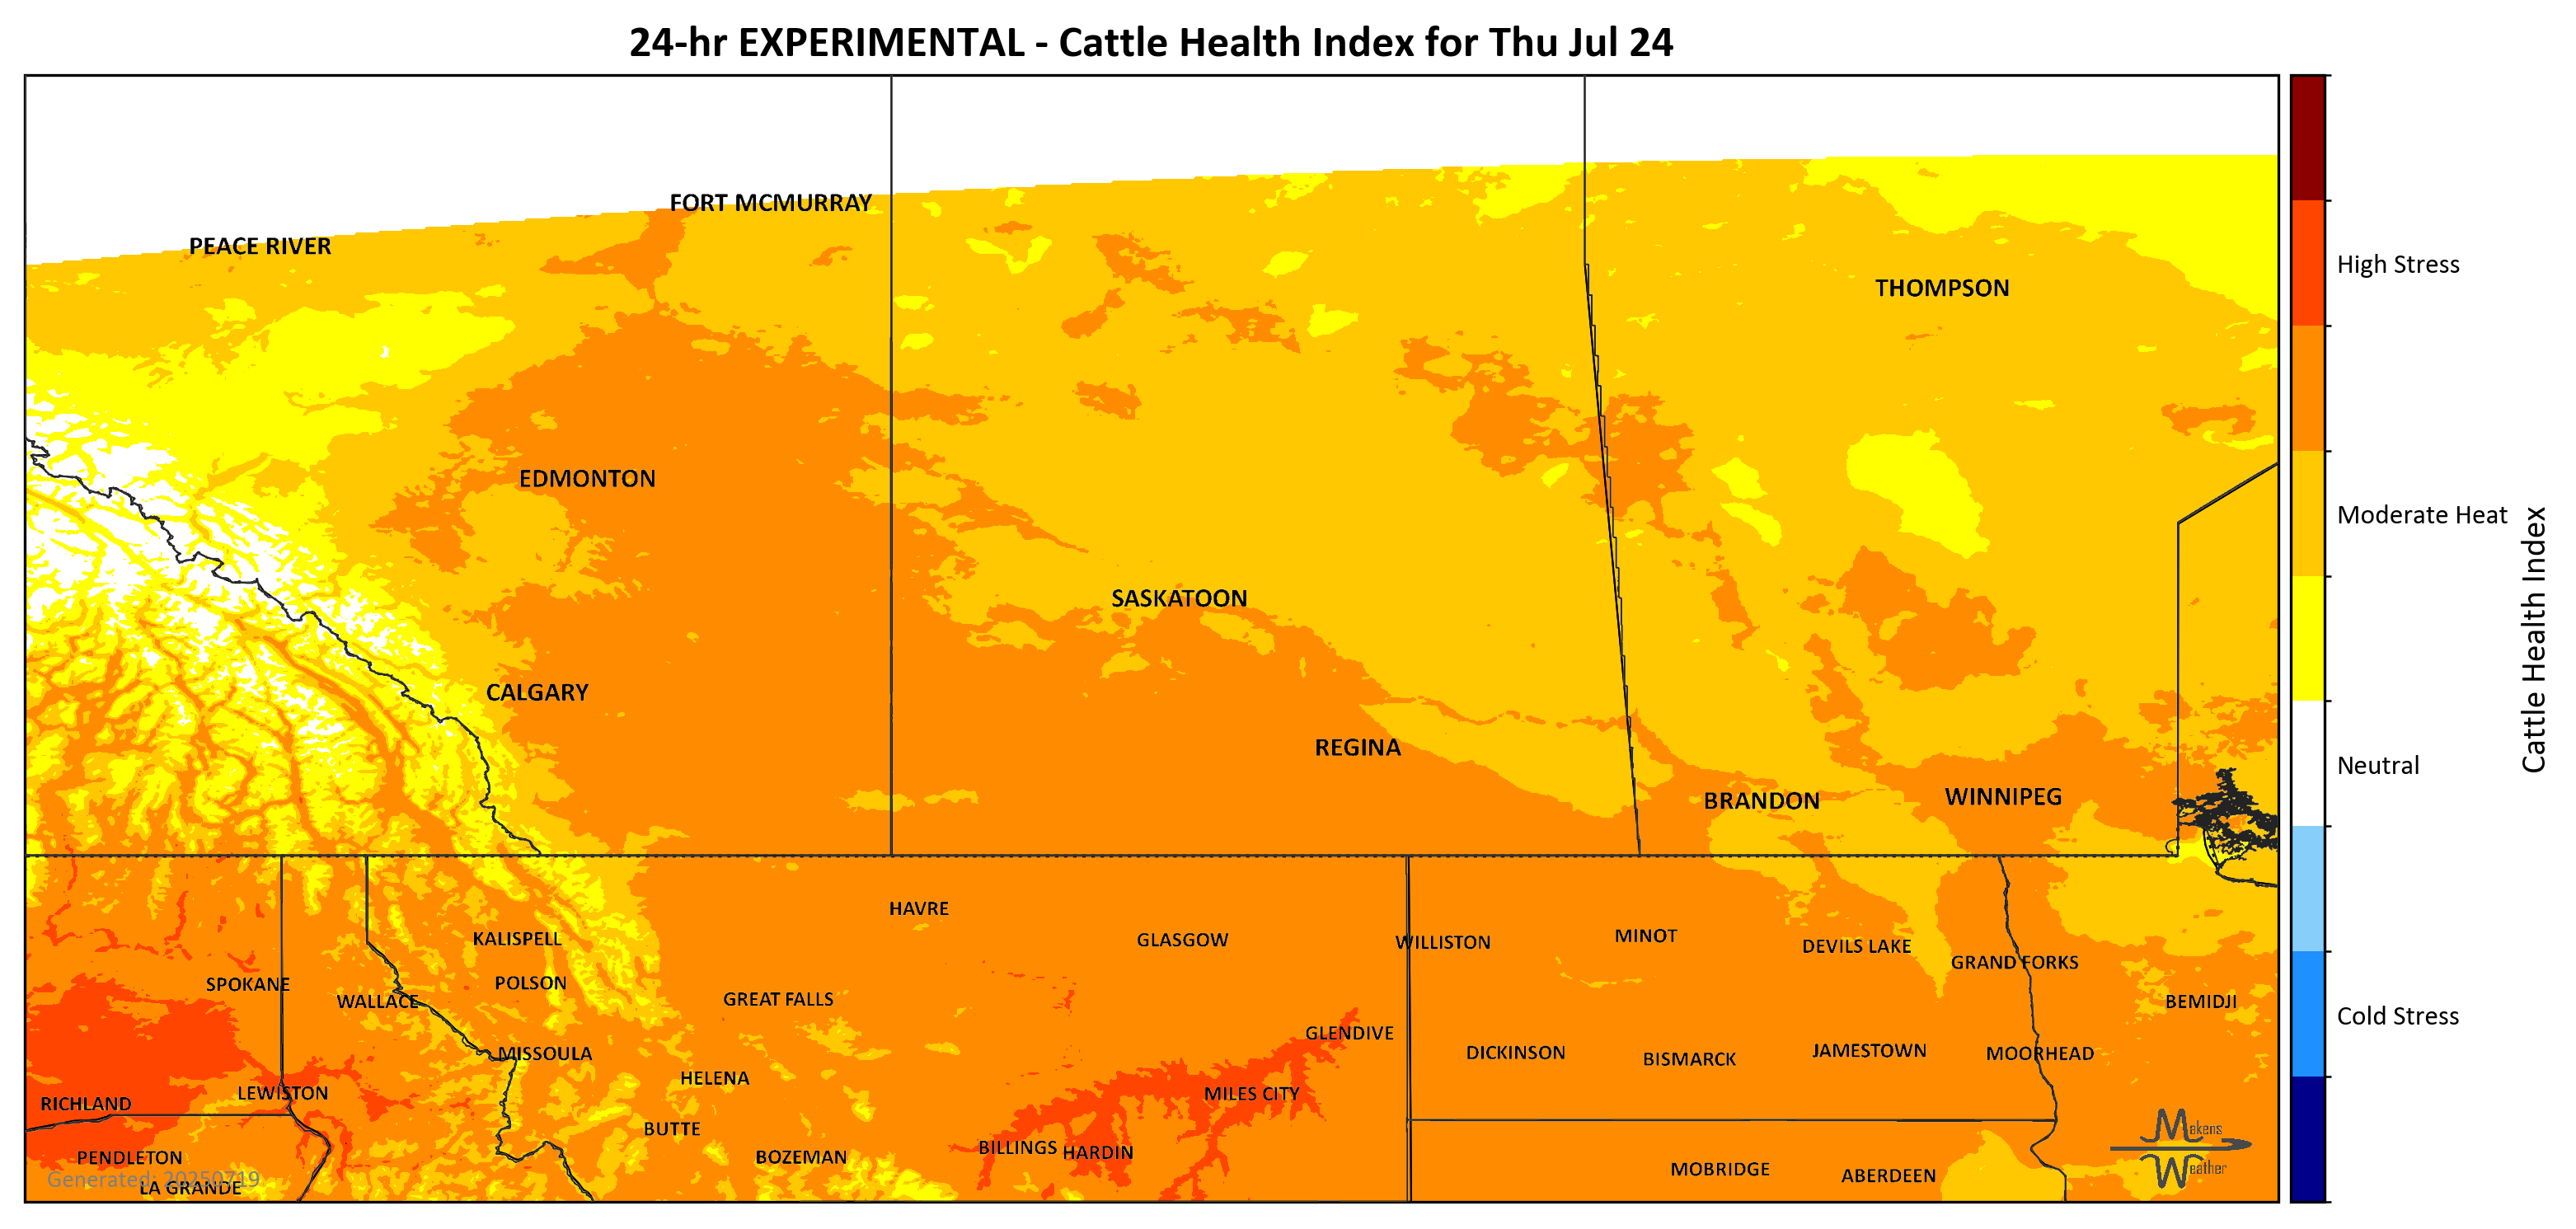 24-hr EXPERIMENTAL - Cattle Health Index for Thu Jul 24
FORT MCMURRAY
PEACE RIVER
THOMPSON
EDMONTON
SASKATOON
CALGARY
REGINA
BRANDON
WINNIPEG
HAVRE
KALISPELL
GLASGOW
WILLISTON
MINOT
DEVILS LAKE
GRAND FORKS
SPOKANE
POLSON
WALLACE
GREAT FALLS
BEMIDJI
GLENDIVE
MISSOULA
DICKINSON
BISMARCK
JAMESTOWN
MOORHEAD
HELENA
LEWISTON
MILES CITY
RICHLAND
BUTTE
BILLINGS
HARDIN
PENDLETON
BOZEMAN
MOBRIDGE
ABERDEEN
LA GRANDE
Generated: 20250719
Makens
Weather
High Stress
Moderate Heat
Neutral
Cold Stress
Cattle Health Index